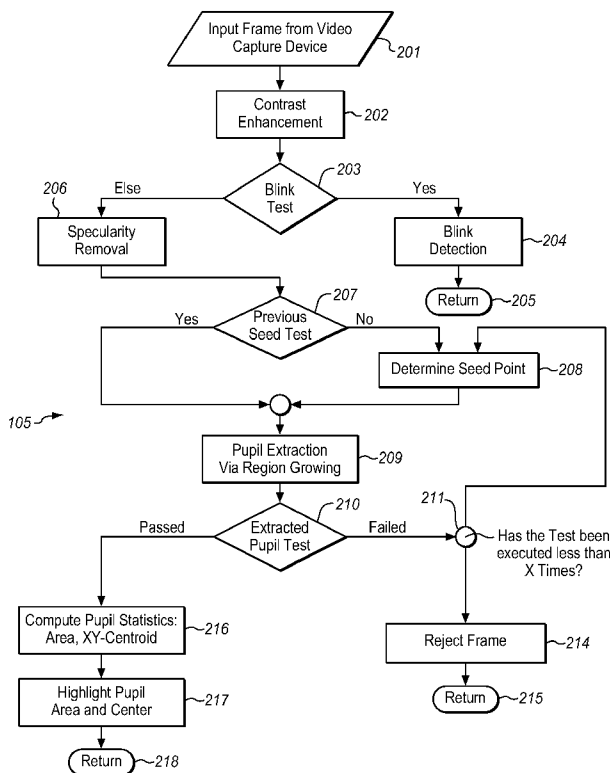 Input Frame from Video
Capture Device
201
Contrast
Enhancement
202
Blink
Test
203
Else
Yes
206
Specularity
Removal
Blink
Detection
204
Return
205
Previous
Seed Test
207
Yes
No
Determine Seed Point
208
105
Pupil Extraction
Via Region Growing
209
Extracted
Pupil Test
210
Passed
Failed
211
Has the Test been
executed less than
X Times?
Compute Pupil Statistics:
Area, XY-Centroid
216
Reject Frame
214
Highlight Pupil
Area and Center
217
Return
215
Return
218